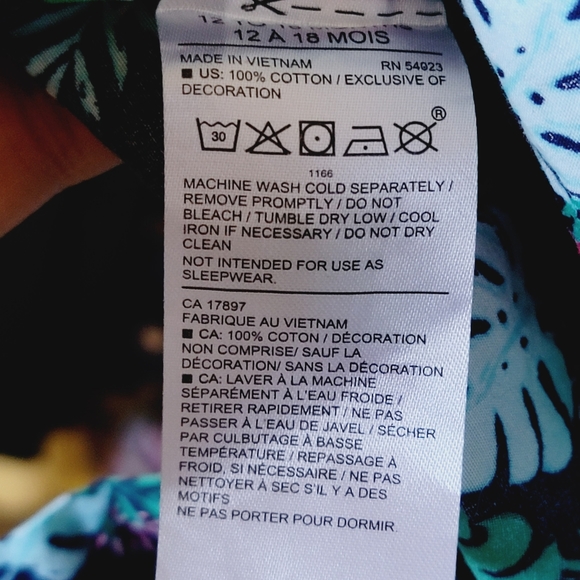 12 À 18 MOIS
MADE IN VIETNAM RN 54923
■ US: 100% COTTON / EXCLUSIVE OF
DECORATION
30
®
1166
MACHINE WASH COLD SEPARATELY /
REMOVE PROMPTLY / DO NOT
BLEACH / TUMBLE DRY LOW / COOL
IRON IF NECESSARY / DO NOT DRY
CLEAN
NOT INTENDED FOR USE AS
SLEEPWEAR.
CA 17897
FABRIQUE AU VIETNAM
■ CA: 100% COTON / DÉCORATION
NON COMPRISE/ SAUF LA
DÉCORATION/ SANS LA DÉCORATION
■ CA: LAVER À LA MACHINE
SÉPARÉMENT À L'EAU FROIDE /
RETIRER RAPIDEMENT / NE PAS
PASSER À L'EAU DE JAVEL / SÉCHER
PAR CULBUTAGE À BASSE
TEMPÉRATURE / REPASSAGE À
FROID, SI NÉCESSAIRE / NE PAS
NETTOYER À SEC S'IL Y A DES
MOTIFS
NE PAS PORTER POUR DORMIR.